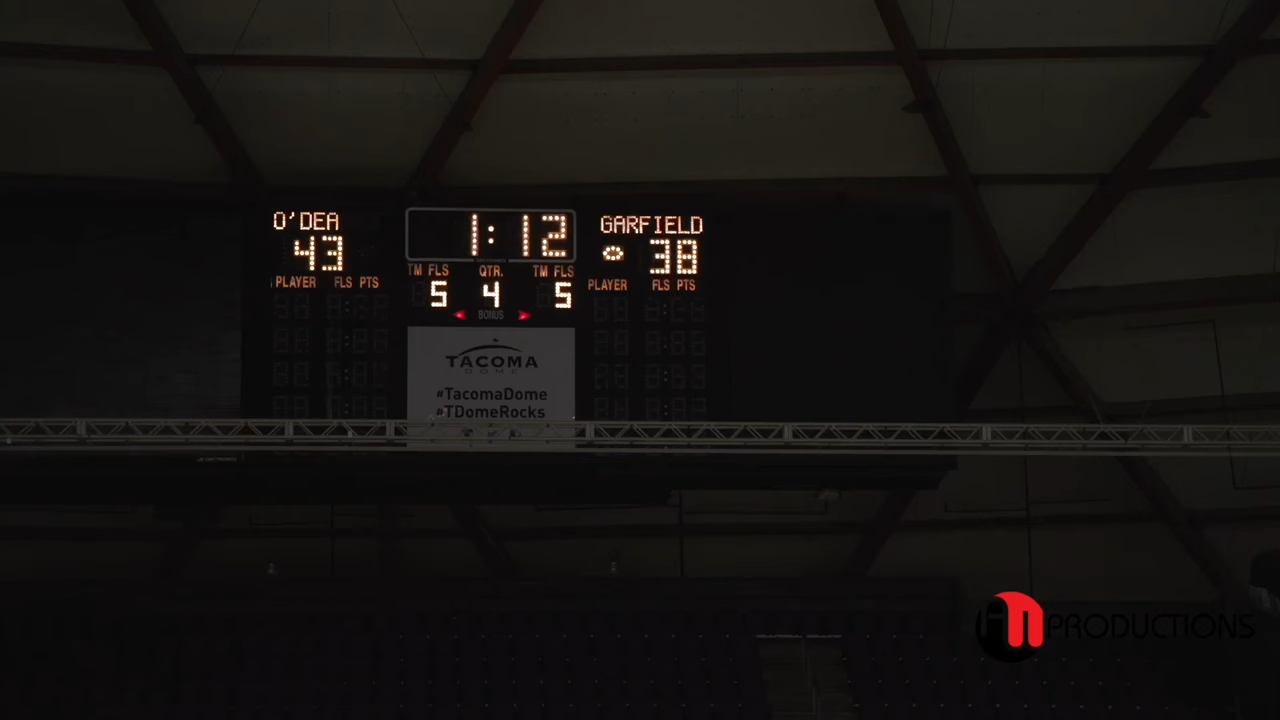 O'DEA
43
PLAYER FLS PTS
1:12
TM FLS QTR. TM FLS
5 4 5
BONUS
GARFIELD
38
PLAYER FLS PTS
TACOMA
DOME
#TacomaDome
#TDomeRocks
PRODUCTIONS